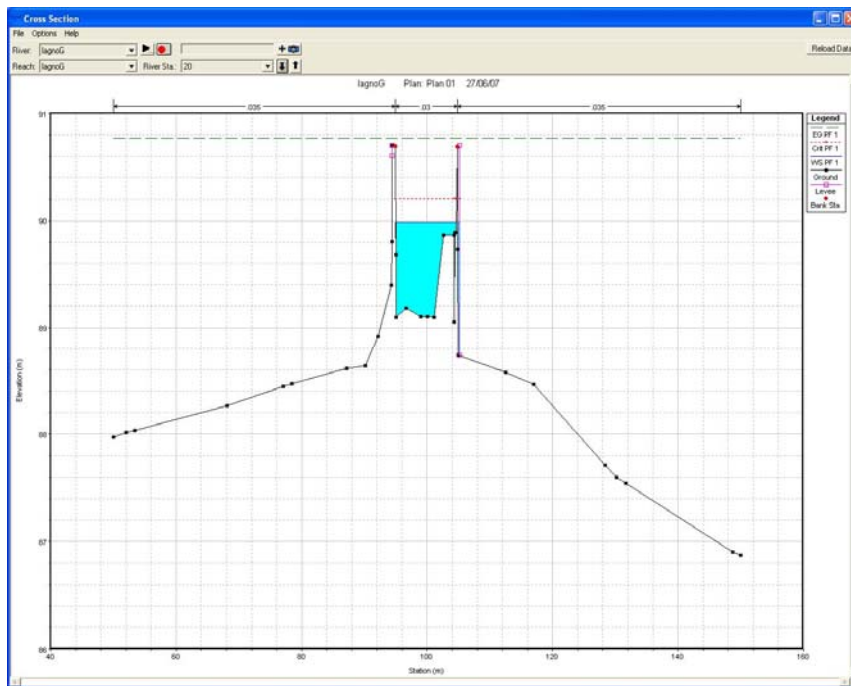 Cross Section
File Options Help
River: lagnoG
Reload Data
Reach: lagnoG River Sta.: 20
lagnoG Plan: Plan 01 27/06/07
.035 .03 .035
Legend
EG PF 1
Crit PF 1
WS PF 1
Ground
Levee
Bank Sta
91
90
89
88
87
86
Elevation (m)
40 60 80 100 120 140 160
Station (m)